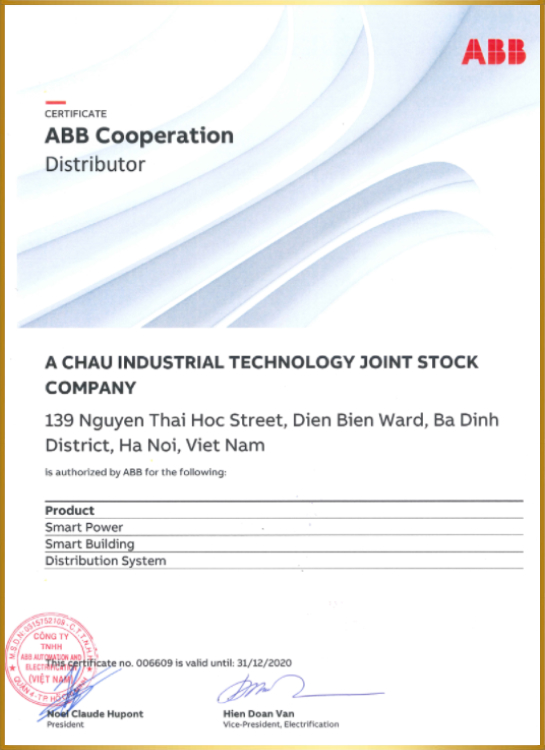 ABB
CERTIFICATE
ABB Cooperation
Distributor
A CHAU INDUSTRIAL TECHNOLOGY JOINT STOCK
COMPANY
139 Nguyen Thai Hoc Street, Dien Bien Ward, Ba Dinh
District, Ha Noi, Viet Nam
is authorized by ABB for the following:
Product
Smart Power
Smart Building
Distribution System
CÔNG TY
TNHH
ABB AUTOMATION AND
ELECTRIFICATION
(VIỆT NAM)
This certificate no. 006609 is valid until: 31/12/2020
Noel Claude Hupont
President
Hien Doan Van
Vice-President, Electrification